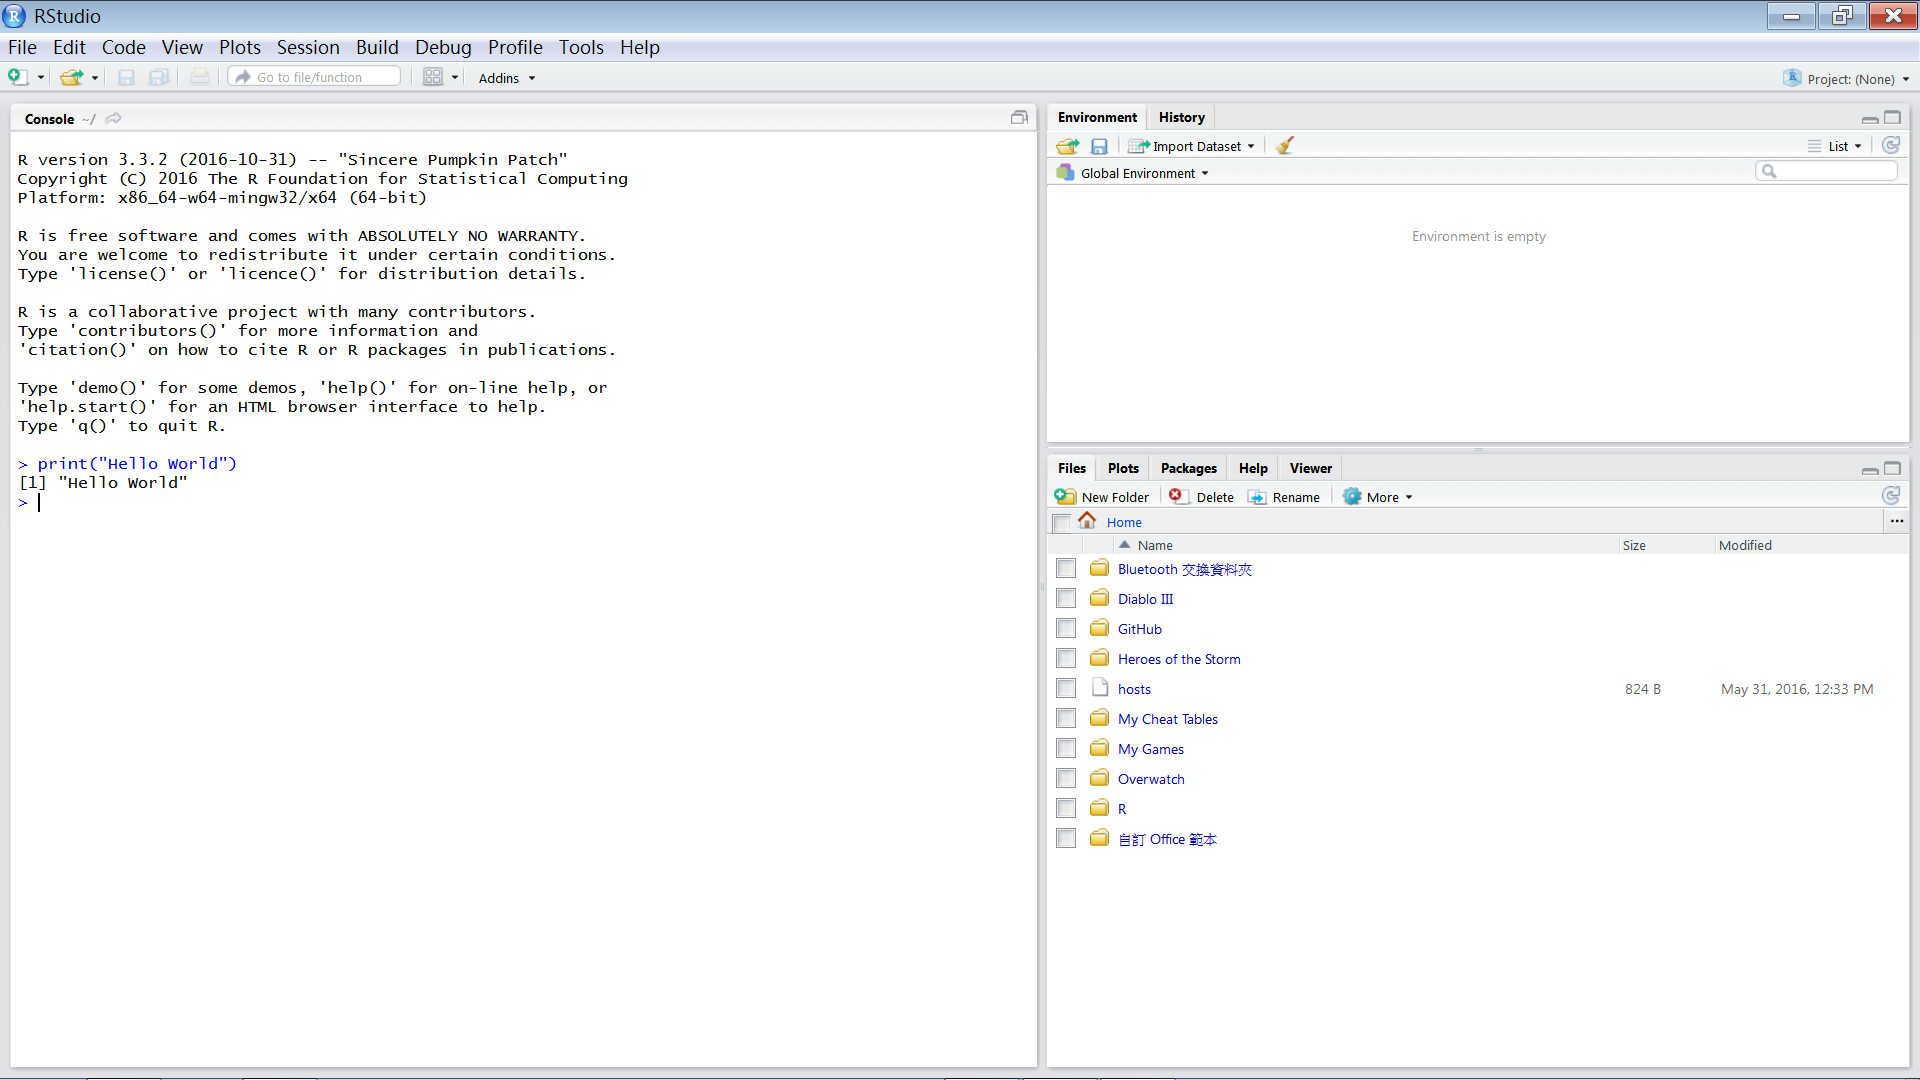 RStudio
File Edit Code View Plots Session Build Debug Profile Tools Help
Go to file/function Addins Project: (None)
Console ~/
R version 3.3.2 (2016-10-31) -- "Sincere Pumpkin Patch"
Copyright (C) 2016 The R Foundation for Statistical Computing
Platform: x86_64-w64-mingw32/x64 (64-bit)
R is free software and comes with ABSOLUTELY NO WARRANTY.
You are welcome to redistribute it under certain conditions.
Type 'license()' or 'licence()' for distribution details.
R is a collaborative project with many contributors.
Type 'contributors()' for more information and
'citation()' on how to cite R or R packages in publications.
Type 'demo()' for some demos, 'help()' for on-line help, or
'help.start()' for an HTML browser interface to help.
Type 'q()' to quit R.
> print("Hello World")
[1] "Hello World"
>
Environment History
Import Dataset List
Global Environment
Environment is empty
Files Plots Packages Help Viewer
New Folder Delete Rename More
Home ...
Name Size Modified
Bluetooth 交換資料夾
Diablo III
GitHub
Heroes of the Storm
hosts 824 B May 31, 2016, 12:33 PM
My Cheat Tables
My Games
Overwatch
R
自訂 Office 範本